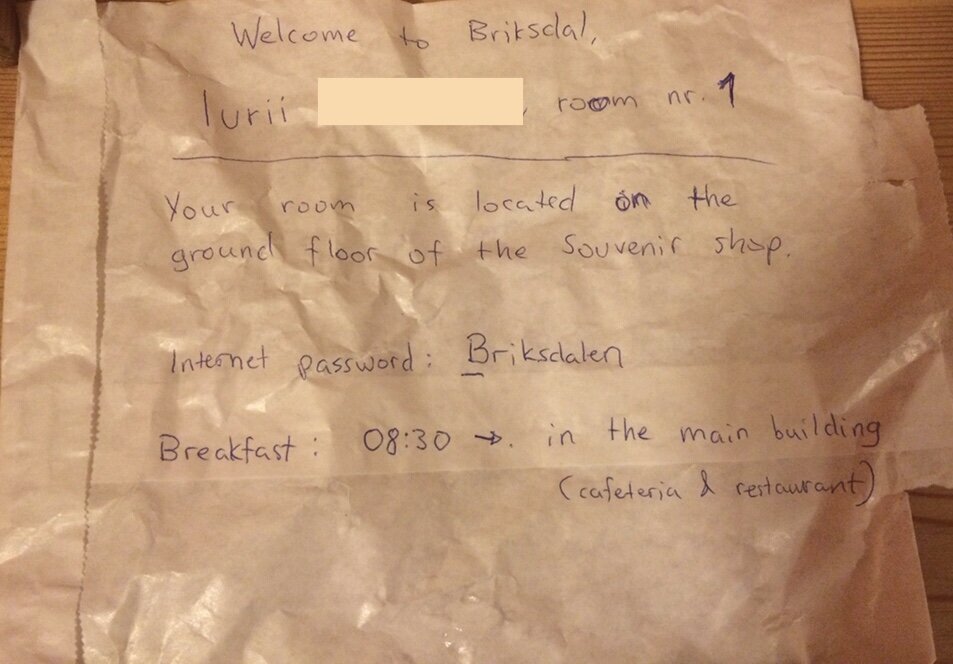 Welcome to Briksdal,
Iurii , room nr. 1
Your room is located on the
ground floor of the souvenir shop.
Internet password: Briksdalen
Breakfast: 08:30 →. in the main building
(cafeteria & restaurant)